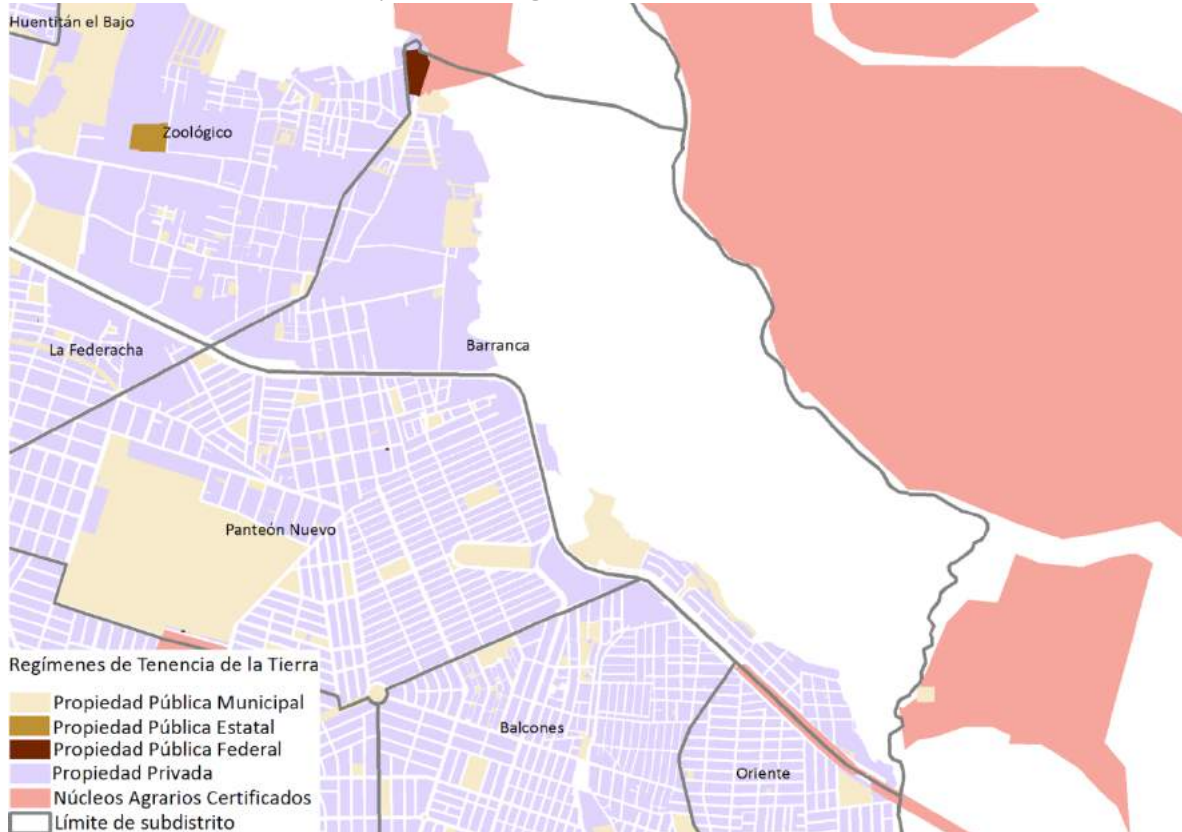 Huentitán el Bajo
Zoológico
La Federacha
Barranca
Panteón Nuevo
Balcones
Oriente
Regímenes de Tenencia de la Tierra
Propiedad Pública Municipal
Propiedad Pública Estatal
Propiedad Pública Federal
Propiedad Privada
Núcleos Agrarios Certificados
Límite de subdistrito